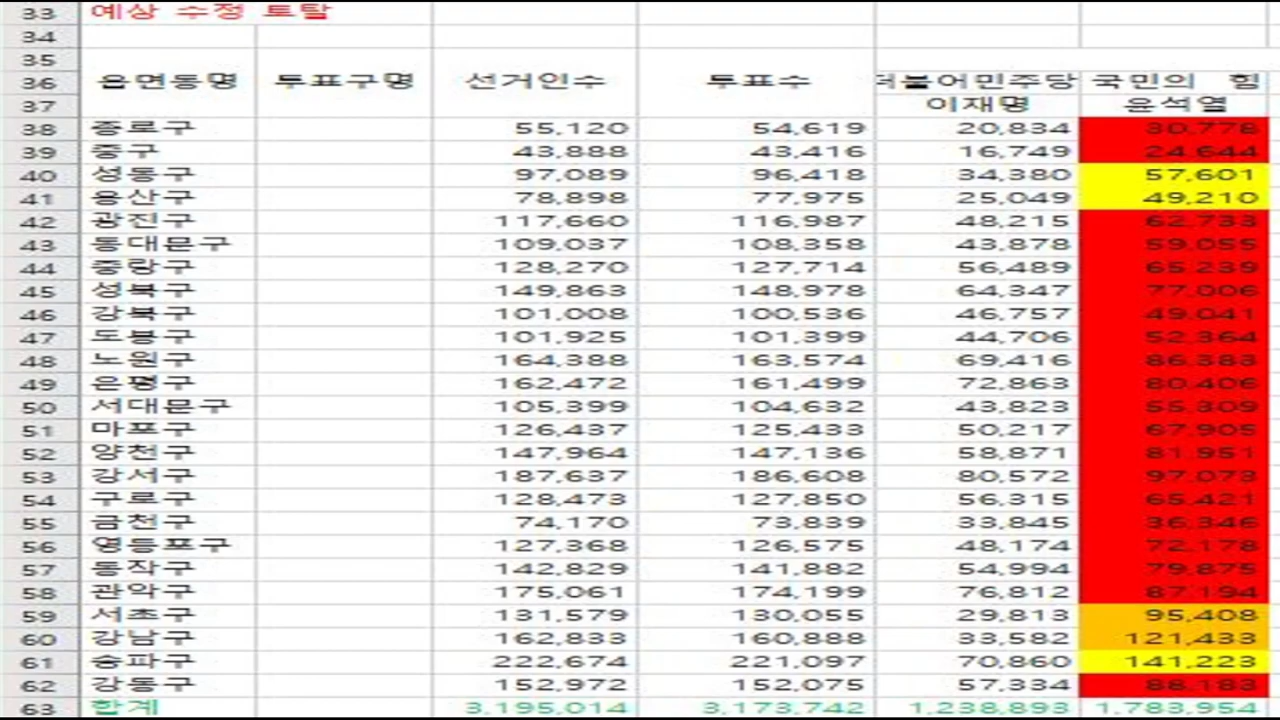 33 예상 수정 토탈
34
35
36 읍면동명 투표구명 선거인수 투표수 더불어민주당 국민의 힘
37 이재명 윤석열
38 종로구 55,120 54,619 20,834 30,778
39 중구 43,888 43,416 16,749 24,644
40 성동구 97,089 96,418 34,380 57,601
41 용산구 78,898 77,975 25,049 49,210
42 광진구 117,660 116,987 48,215 62,733
43 동대문구 109,037 108,358 43,878 59,055
44 중랑구 128,270 127,714 56,489 65,239
45 성북구 149,863 148,978 64,347 77,006
46 강북구 101,008 100,536 46,757 49,041
47 도봉구 101,925 101,399 44,706 52,364
48 노원구 164,388 163,574 69,416 86,383
49 은평구 162,472 161,499 72,863 80,406
50 서대문구 105,399 104,632 43,823 55,309
51 마포구 126,437 125,433 50,217 67,905
52 양천구 147,964 147,136 58,871 81,951
53 강서구 187,637 186,608 80,572 97,073
54 구로구 128,473 127,850 56,315 65,421
55 금천구 74,170 73,839 33,845 36,346
56 영등포구 127,368 126,575 48,174 72,178
57 동작구 142,829 141,882 54,994 79,875
58 관악구 175,061 174,199 76,812 87,194
59 서초구 131,579 130,055 29,813 95,408
60 강남구 162,833 160,888 33,582 121,433
61 송파구 222,674 221,097 70,860 141,223
62 강동구 152,972 152,075 57,334 88,183
63 합계 3,195,014 3,173,742 1,238,893 1,783,954